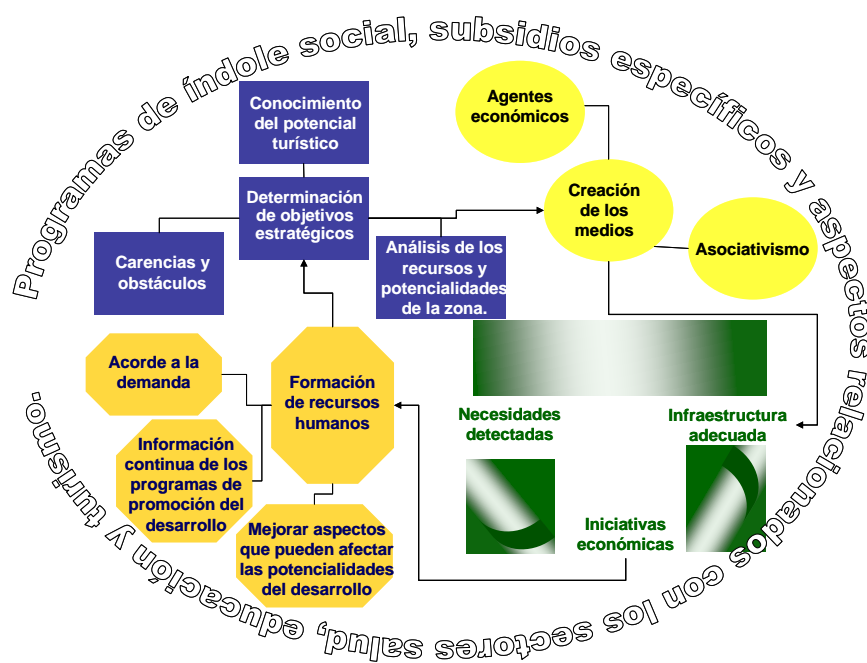 Programas de índole social, subsidios específicos y aspectos relacionados con los sectores salud, educación y turismo.
Conocimiento
del potencial
turístico
Determinación
de objetivos
estratégicos
Carencias y
obstáculos
Análisis de los
recursos y
potencialidades
de la zona.
Agentes
económicos
Creación
de los
medios
Asociativismo
Acorde a la
demanda
Formación
de recursos
humanos
Información
continua de los
programas de
promoción del
desarrollo
Mejorar aspectos
que pueden afectar
las potencialidades
del desarrollo
Necesidades
detectadas
Infraestructura
adecuada
Iniciativas
económicas